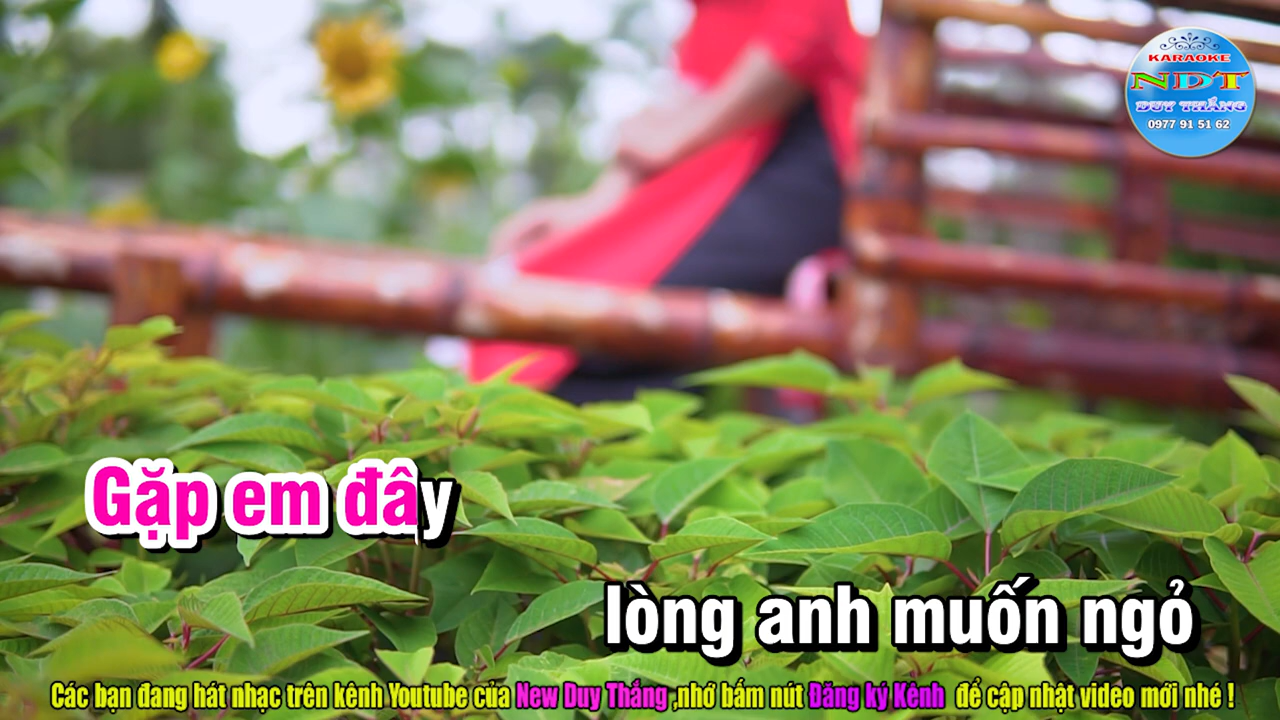 KARAOKE
NDT
DUY THẮNG
0977 91 51 62
Gặp em đây
lòng anh muốn ngỏ
Các bạn đang hát nhạc trên kênh Youtube của New Duy Thắng ,nhớ bấm nút Đăng ký Kênh để cập nhật video mới nhé !